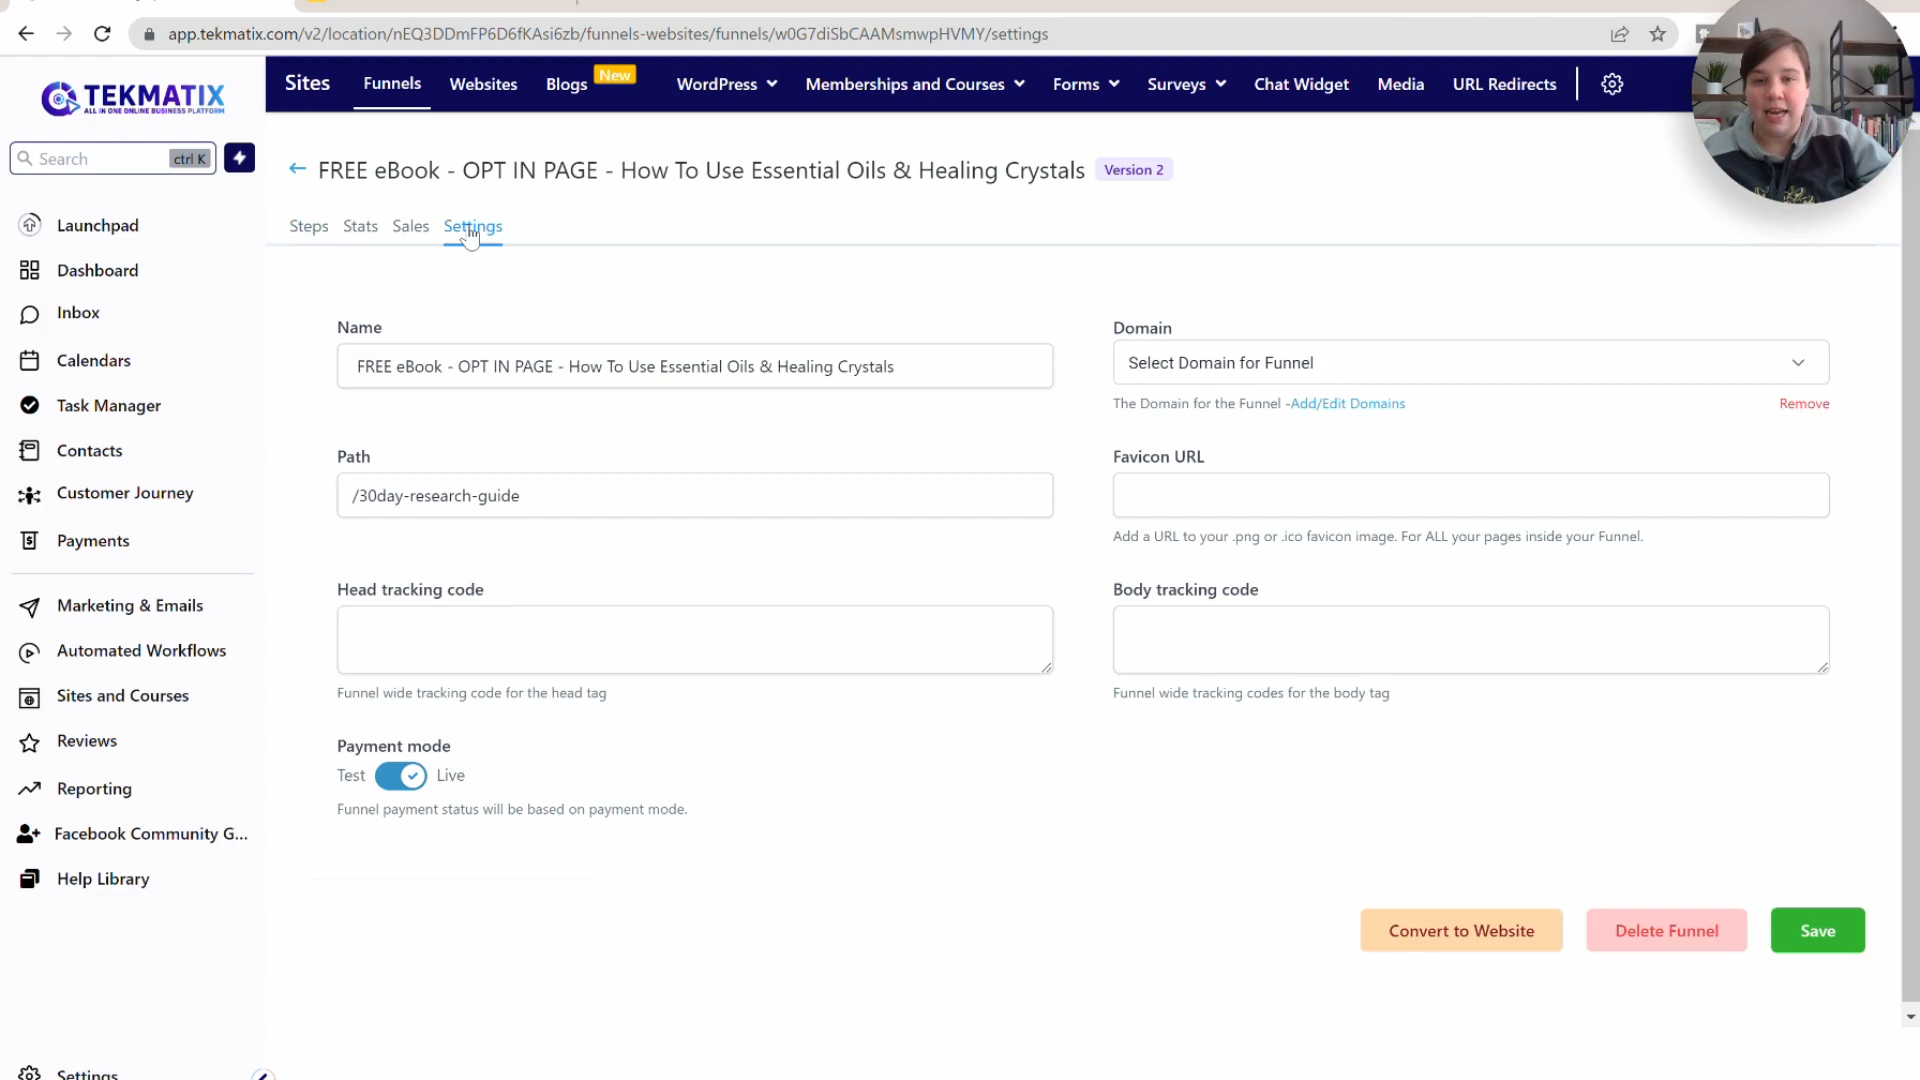 app.tekmatix.com/v2/location/nEQ3DDmFP6D6fKAsi6zb/funnels-websites/funnels/w0G7diSbCAAMsmwpHVMY/settings
TEKMATIX
ALL IN ONE ONLINE BUSINESS PLATFORM
Sites
Funnels
Websites
Blogs
New
WordPress
Memberships and Courses
Forms
Surveys
Chat Widget
Media
URL Redirects
Search
ctrl K
Launchpad
Dashboard
Inbox
Calendars
Task Manager
Contacts
Customer Journey
Payments
Marketing & Emails
Automated Workflows
Sites and Courses
Reviews
Reporting
Facebook Community G...
Help Library
Settings
FREE eBook - OPT IN PAGE - How To Use Essential Oils & Healing Crystals
Version 2
Steps
Stats
Sales
Settings
Name
FREE eBook - OPT IN PAGE - How To Use Essential Oils & Healing Crystals
Domain
Select Domain for Funnel
The Domain for the Funnel -Add/Edit Domains
Remove
Path
/30day-research-guide
Favicon URL
Add a URL to your .png or .ico favicon image. For ALL your pages inside your Funnel.
Head tracking code
Funnel wide tracking code for the head tag
Body tracking code
Funnel wide tracking codes for the body tag
Payment mode
Test
Live
Funnel payment status will be based on payment mode.
Convert to Website
Delete Funnel
Save